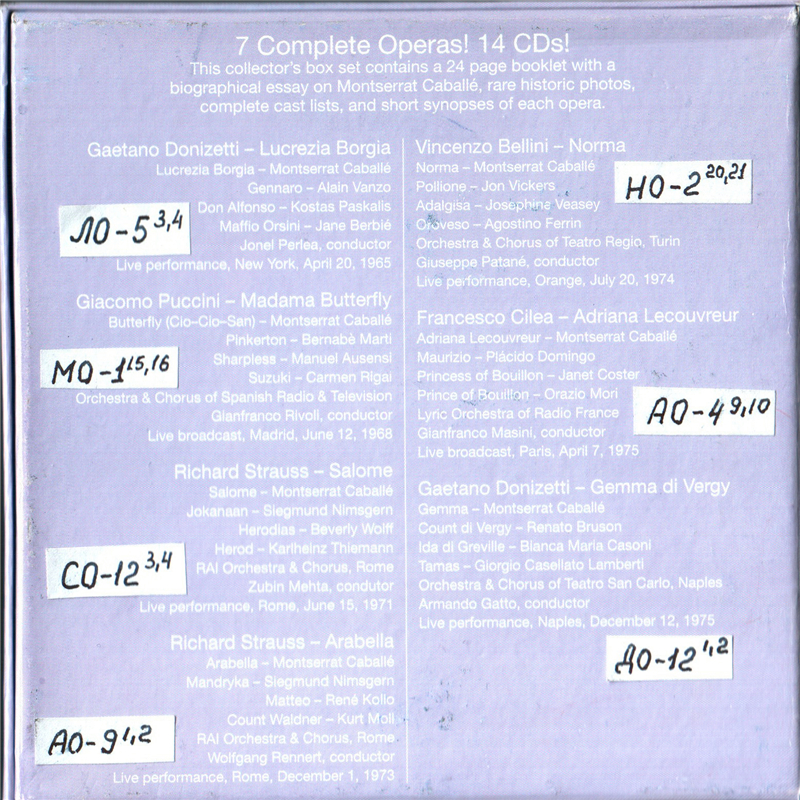 7 Complete Operas! 14 CDs!
This collector's box set contains a 24 page booklet with a
biographical essay on Montserrat Caballé, rare historic photos,
complete cast lists, and short synopses of each opera.
Gaetano Donizetti – Lucrezia Borgia
Lucrezia Borgia – Montserrat Caballé
Gennaro – Alain Vanzo
Don Alfonso – Kostas Paskalis
Maffio Orsini – Jane Berbié
Jonel Perlea, conductor
Live performance, New York, April 20, 1965
ЛО-5 3,4
Giacomo Puccini – Madama Butterfly
Butterfly (Cio-Cio-San) – Montserrat Caballé
Pinkerton – Bernabè Marti
Sharpless – Manuel Ausensi
Suzuki – Carmen Rigai
Orchestra & Chorus of Spanish Radio & Television
Gianfranco Rivoli, conductor
Live broadcast, Madrid, June 12, 1968
МО-1 15,16
Richard Strauss – Salome
Salome – Montserrat Caballé
Jokanaan – Siegmund Nimsgern
Herodias – Beverly Wolff
Herod – Karlheinz Thiemann
RAI Orchestra & Chorus, Rome
Zubin Mehta, condutor
Live performance, Rome, June 15, 1971
СО-12 3,4
Richard Strauss – Arabella
Arabella – Montserrat Caballé
Mandryka – Siegmund Nimsgern
Matteo – René Kollo
Count Waldner – Kurt Moll
RAI Orchestra & Chorus, Rome
Wolfgang Rennert, conductor
Live performance, Rome, December 1, 1973
АО-9 1,2
Vincenzo Bellini – Norma
Norma – Montserrat Caballé
Pollione – Jon Vickers
Adalgisa – Josephine Veasey
Oroveso – Agostino Ferrin
Orchestra & Chorus of Teatro Regio, Turin
Giuseppe Patané, conductor
Live performance, Orange, July 20, 1974
НО-2 20,21
Francesco Cilea – Adriana Lecouvreur
Adriana Lecouvreur – Montserrat Caballé
Maurizio – Plácido Domingo
Princess of Bouillon – Janet Coster
Prince of Bouillon – Orazio Mori
Lyric Orchestra of Radio France
Gianfranco Masini, conductor
Live broadcast, Paris, April 7, 1975
АО-4 9,10
Gaetano Donizetti – Gemma di Vergy
Gemma – Montserrat Caballé
Count di Vergy – Renato Bruson
Ida di Greville – Bianca Maria Casoni
Tamas – Giorgio Casellato Lamberti
Orchestra & Chorus of Teatro San Carlo, Naples
Armando Gatto, conductor
Live performance, Naples, December 12, 1975
ДО-12 1,2